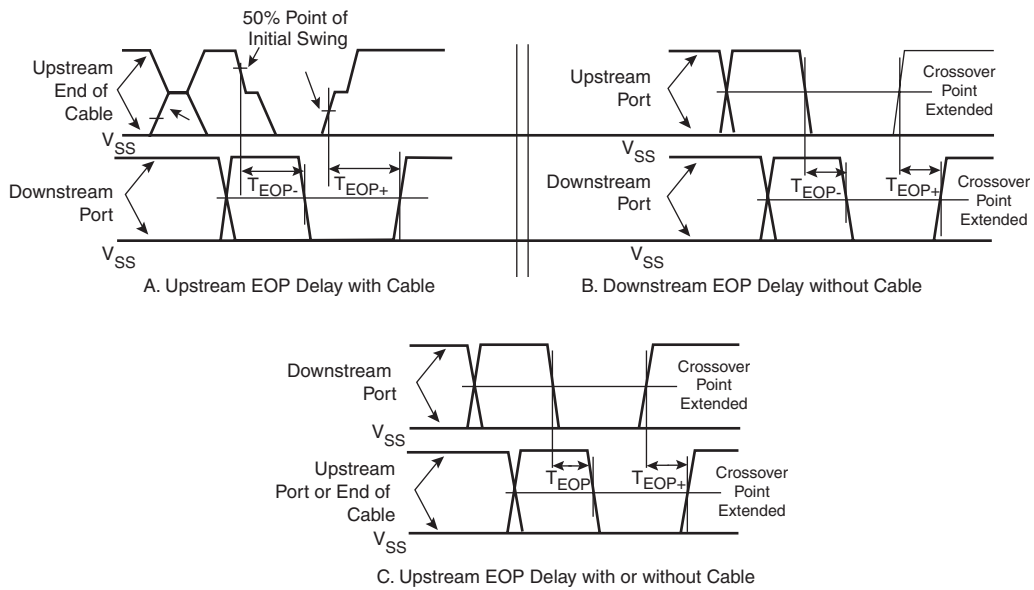 50% Point of
Initial Swing
Upstream
End of
Cable
VSS
Downstream
Port
TEOP-
TEOP+
VSS
A. Upstream EOP Delay with Cable
Upstream
Port
Crossover
Point
Extended
VSS
Downstream
Port
TEOP-
TEOP+
Crossover
Point
Extended
VSS
B. Downstream EOP Delay without Cable
Downstream
Port
Crossover
Point
Extended
VSS
Upstream
Port or End of
Cable
TEOP
TEOP+
Crossover
Point
Extended
VSS
C. Upstream EOP Delay with or without Cable